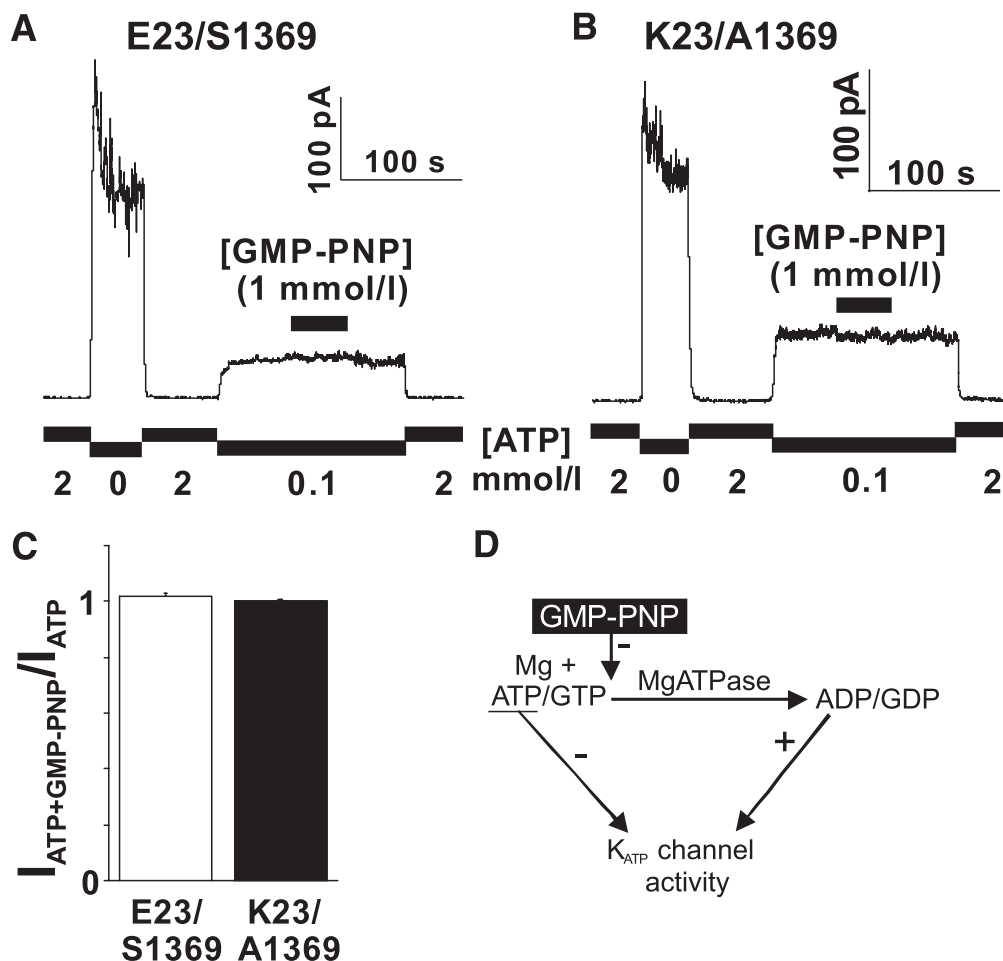 A
E23/S1369
100 pA
100 s
[GMP-PNP]
(1 mmol/l)
B
K23/A1369
100 pA
100 s
[GMP-PNP]
(1 mmol/l)
[ATP]
mmol/l
2 0 2 0.1 2
2 0 2 0.1 2
C
I ATP+GMP-PNP/I ATP
1
0
E23/
S1369
K23/
A1369
D
GMP-PNP
-
Mg +
ATP/GTP
MgATPase
ADP/GDP
-
+
KATP channel
activity